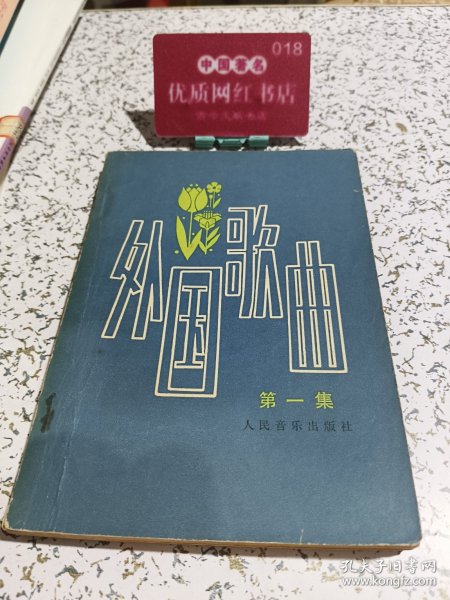 018
中国著名
优质网红书店
外国歌曲
第一集
人民音乐出版社
孔夫子旧书网
www.kongfz.com